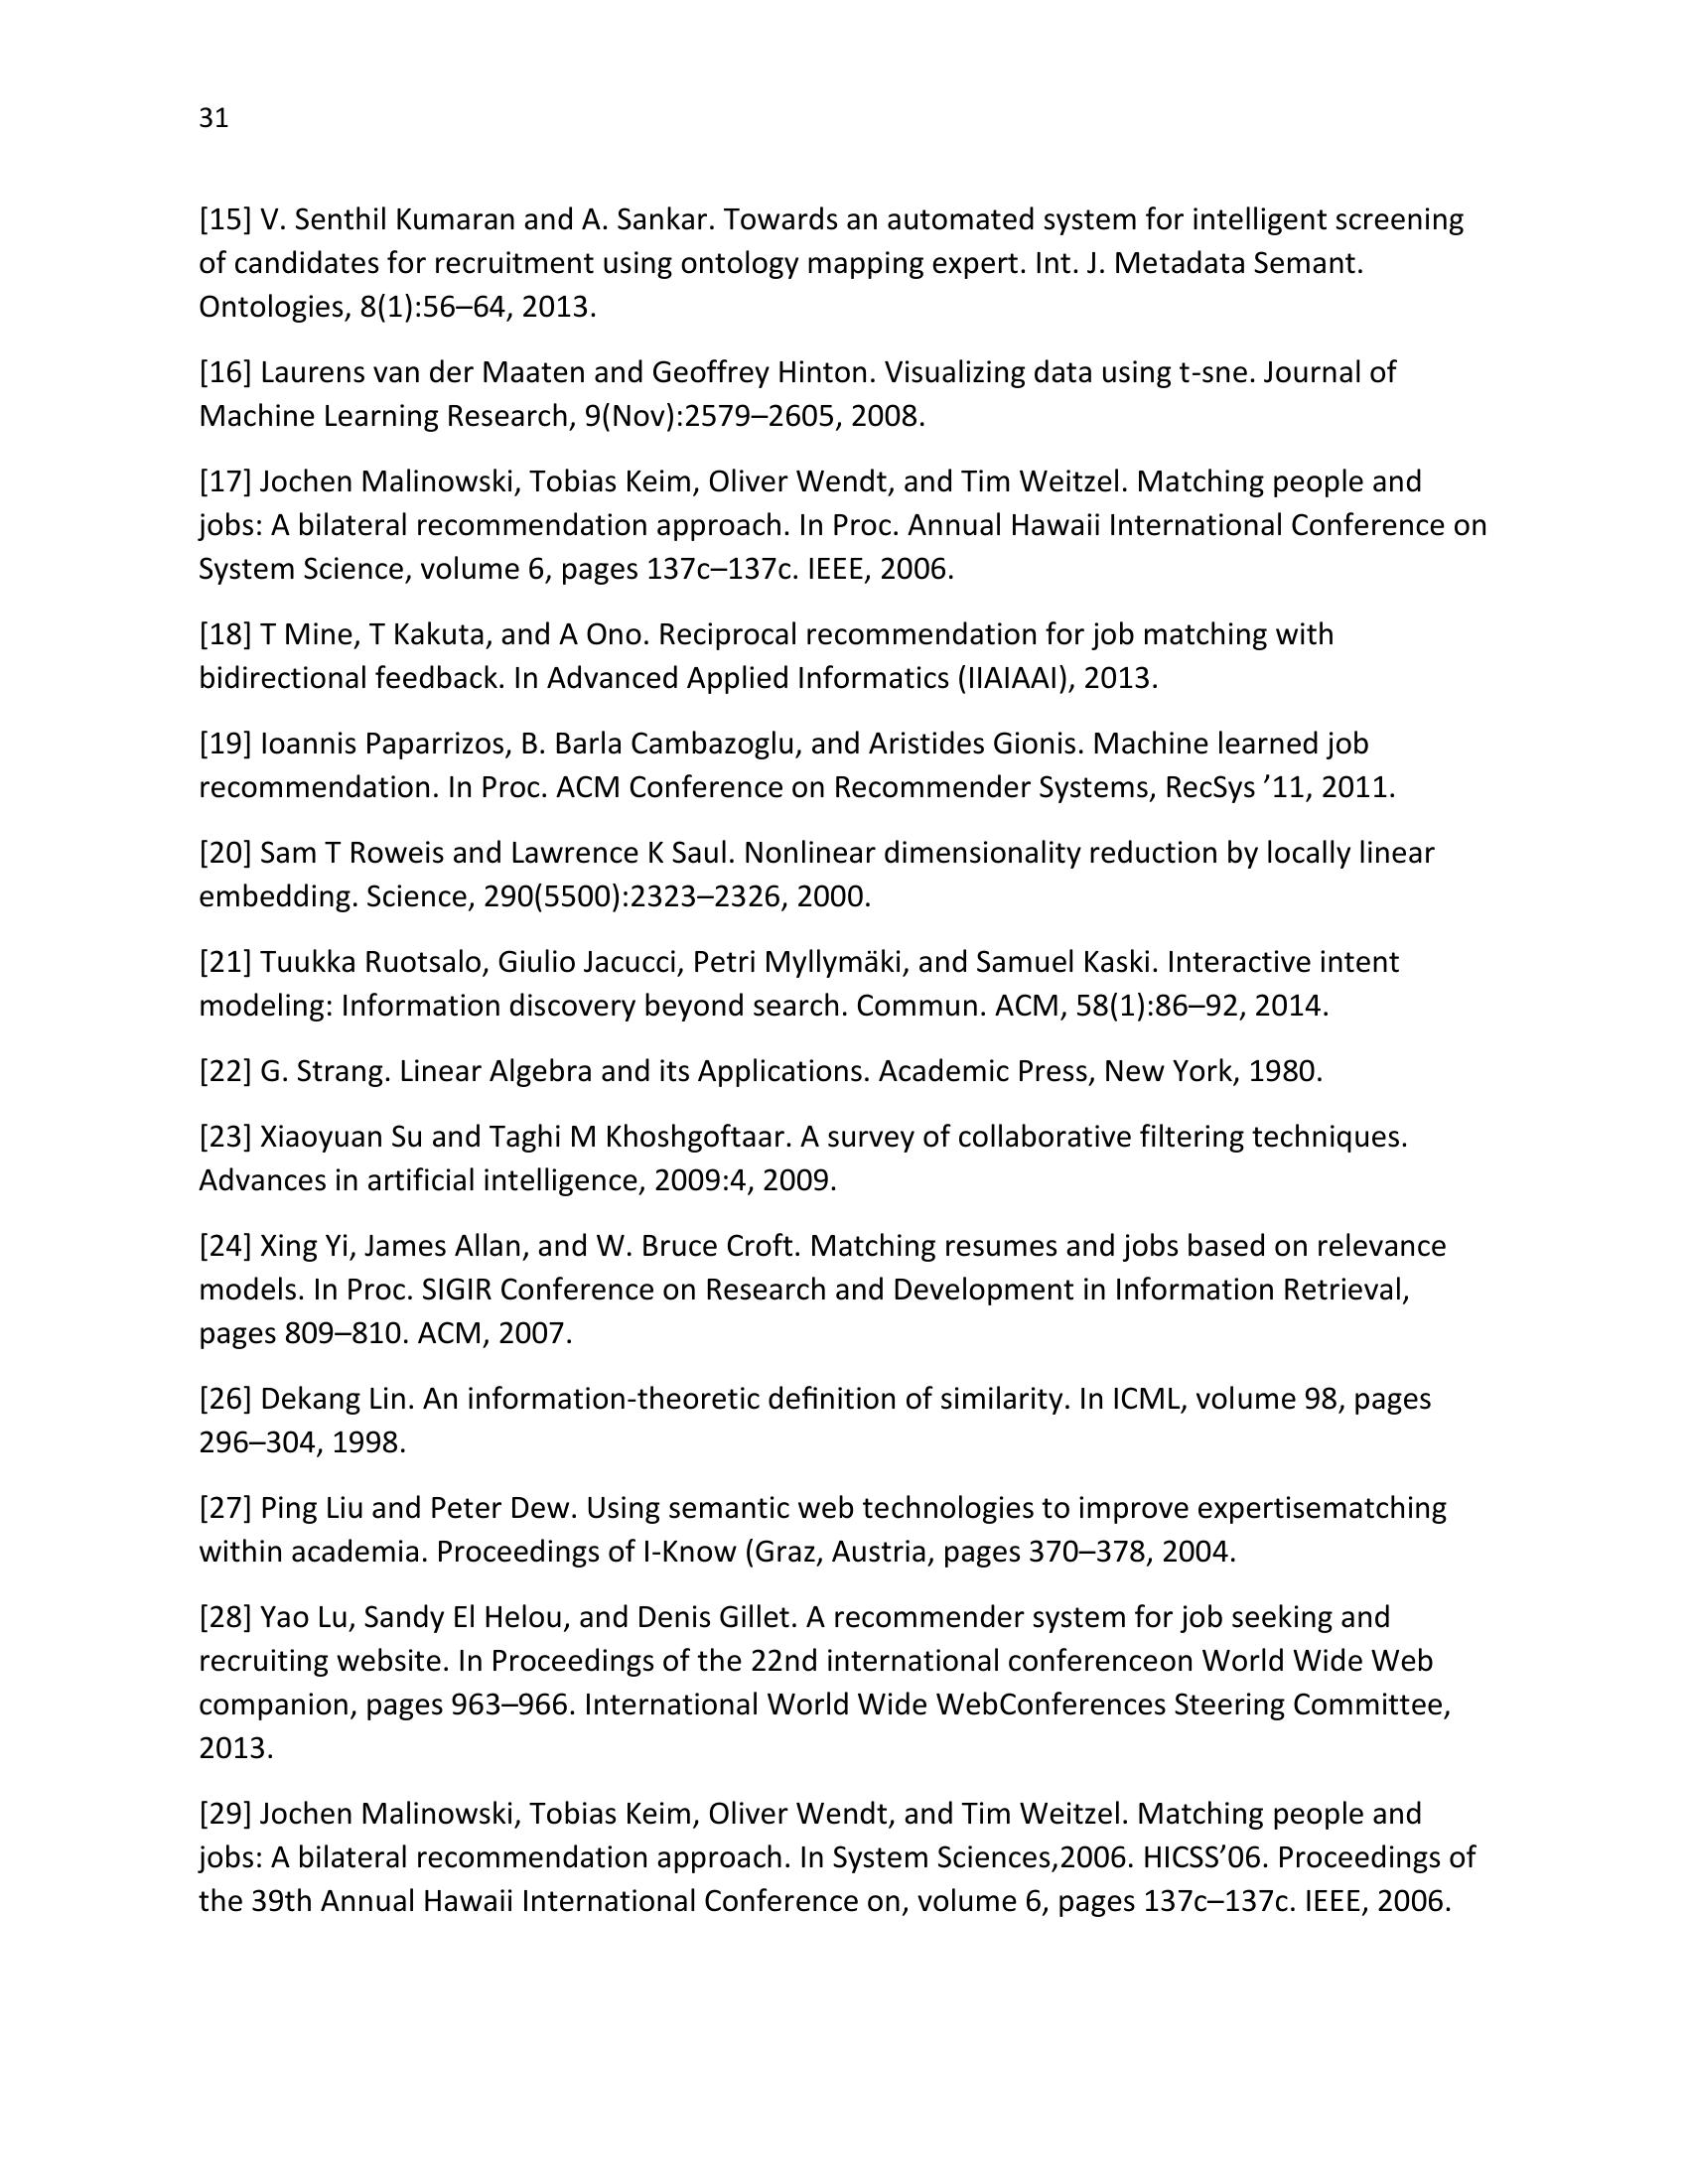 31
[15] V. Senthil Kumaran and A. Sankar. Towards an automated system for intelligent screening
of candidates for recruitment using ontology mapping expert. Int. J. Metadata Semant.
Ontologies, 8(1):56–64, 2013.
[16] Laurens van der Maaten and Geoffrey Hinton. Visualizing data using t-sne. Journal of
Machine Learning Research, 9(Nov):2579–2605, 2008.
[17] Jochen Malinowski, Tobias Keim, Oliver Wendt, and Tim Weitzel. Matching people and
jobs: A bilateral recommendation approach. In Proc. Annual Hawaii International Conference on
System Science, volume 6, pages 137c–137c. IEEE, 2006.
[18] T Mine, T Kakuta, and A Ono. Reciprocal recommendation for job matching with
bidirectional feedback. In Advanced Applied Informatics (IIAIAAI), 2013.
[19] Ioannis Paparrizos, B. Barla Cambazoglu, and Aristides Gionis. Machine learned job
recommendation. In Proc. ACM Conference on Recommender Systems, RecSys ’11, 2011.
[20] Sam T Roweis and Lawrence K Saul. Nonlinear dimensionality reduction by locally linear
embedding. Science, 290(5500):2323–2326, 2000.
[21] Tuukka Ruotsalo, Giulio Jacucci, Petri Myllymäki, and Samuel Kaski. Interactive intent
modeling: Information discovery beyond search. Commun. ACM, 58(1):86–92, 2014.
[22] G. Strang. Linear Algebra and its Applications. Academic Press, New York, 1980.
[23] Xiaoyuan Su and Taghi M Khoshgoftaar. A survey of collaborative filtering techniques.
Advances in artificial intelligence, 2009:4, 2009.
[24] Xing Yi, James Allan, and W. Bruce Croft. Matching resumes and jobs based on relevance
models. In Proc. SIGIR Conference on Research and Development in Information Retrieval,
pages 809–810. ACM, 2007.
[26] Dekang Lin. An information-theoretic definition of similarity. In ICML, volume 98, pages
296–304, 1998.
[27] Ping Liu and Peter Dew. Using semantic web technologies to improve expertisematching
within academia. Proceedings of I-Know (Graz, Austria, pages 370–378, 2004.
[28] Yao Lu, Sandy El Helou, and Denis Gillet. A recommender system for job seeking and
recruiting website. In Proceedings of the 22nd international conferenceon World Wide Web
companion, pages 963–966. International World Wide WebConferences Steering Committee,
2013.
[29] Jochen Malinowski, Tobias Keim, Oliver Wendt, and Tim Weitzel. Matching people and
jobs: A bilateral recommendation approach. In System Sciences,2006. HICSS’06. Proceedings of
the 39th Annual Hawaii International Conference on, volume 6, pages 137c–137c. IEEE, 2006.